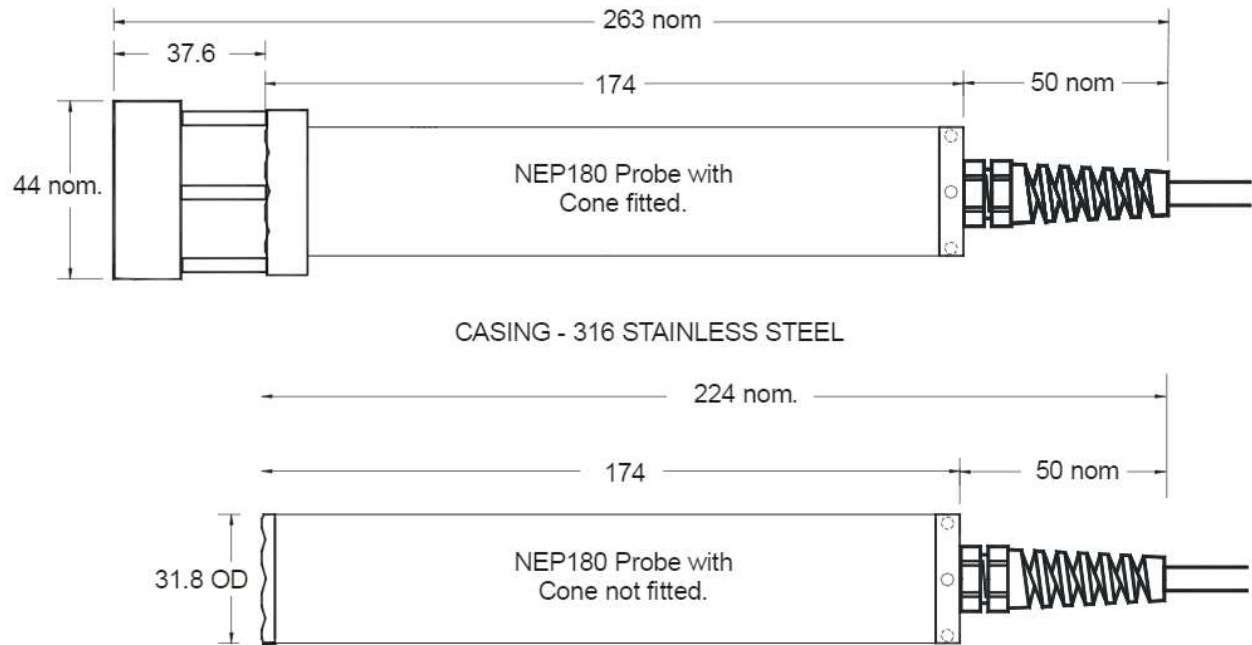 263 nom
37.6
174
50 nom
44 nom.
NEP180 Probe with
Cone fitted.
CASING - 316 STAINLESS STEEL
224 nom.
174
50 nom
31.8 OD
NEP180 Probe with
Cone not fitted.